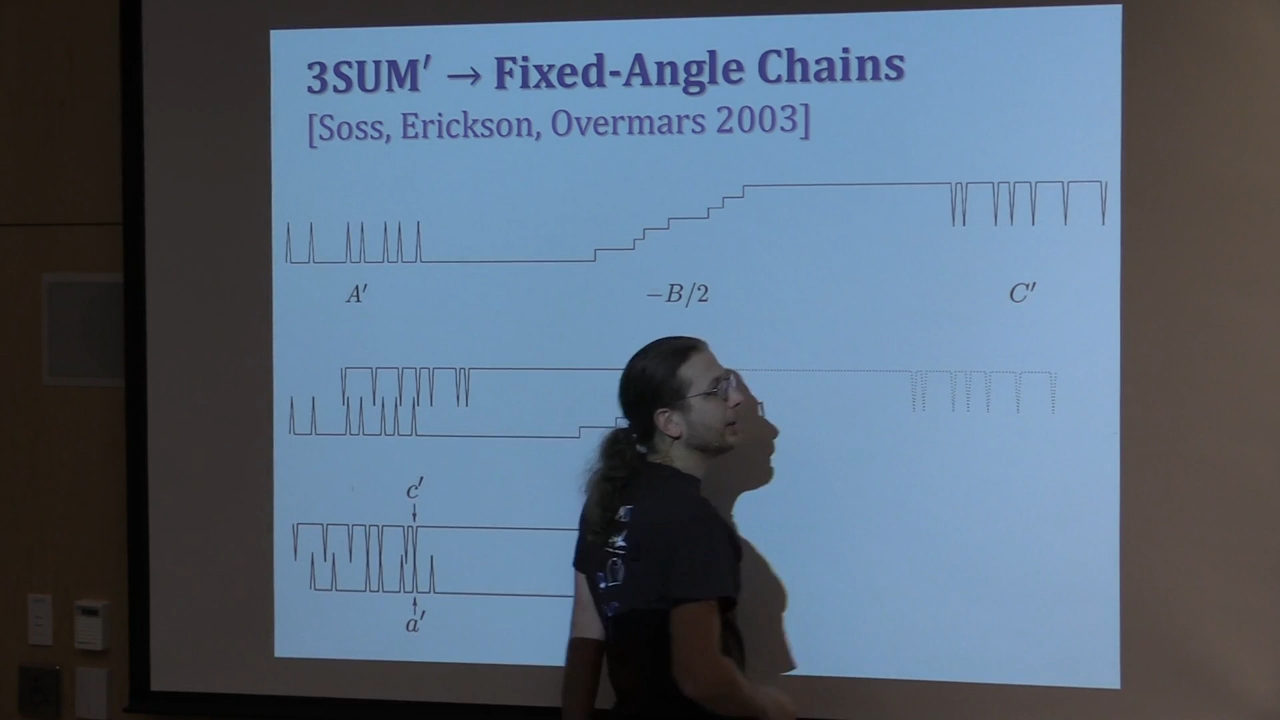 3SUM′ → Fixed-Angle Chains
[Soss, Erickson, Overmars 2003]
A′ −B/2 C′
c′
a′